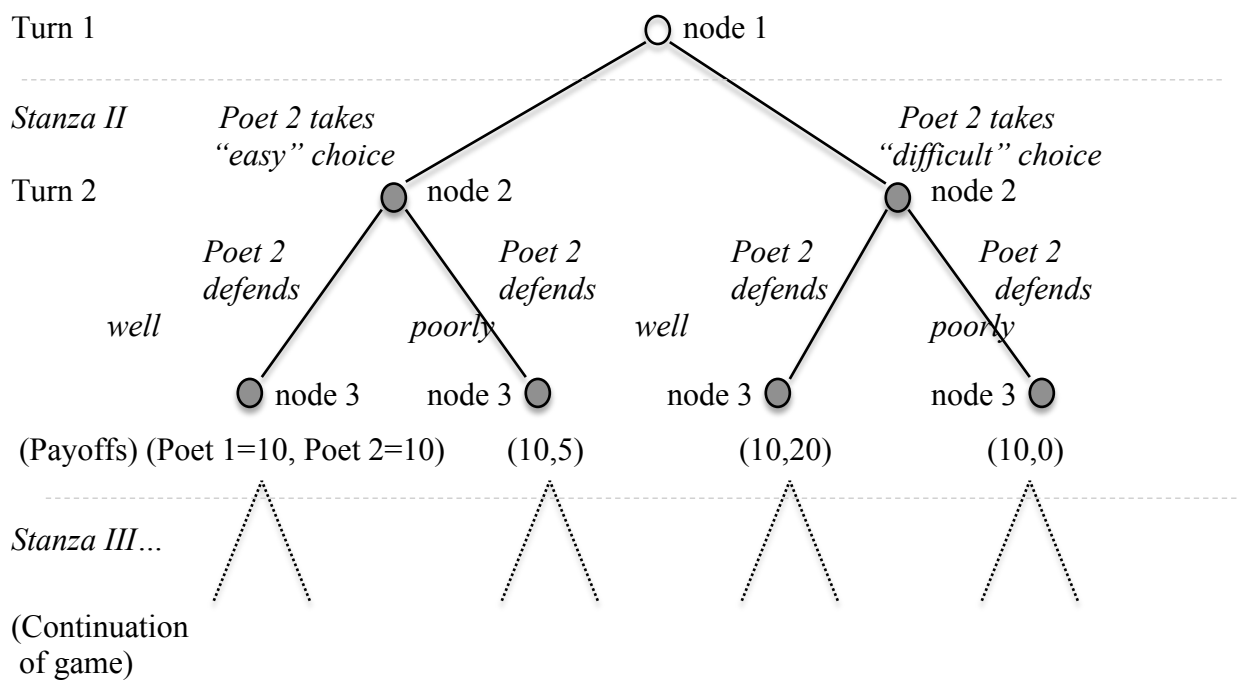 Turn 1
node 1
Stanza II
Poet 2 takes
“easy” choice
Poet 2 takes
“difficult” choice
Turn 2
node 2
node 2
Poet 2
defends
well
Poet 2
defends
poorly
Poet 2
defends
well
Poet 2
defends
poorly
node 3
node 3
node 3
node 3
(Payoffs) (Poet 1=10, Poet 2=10)
(10,5)
(10,20)
(10,0)
Stanza III…
(Continuation
of game)